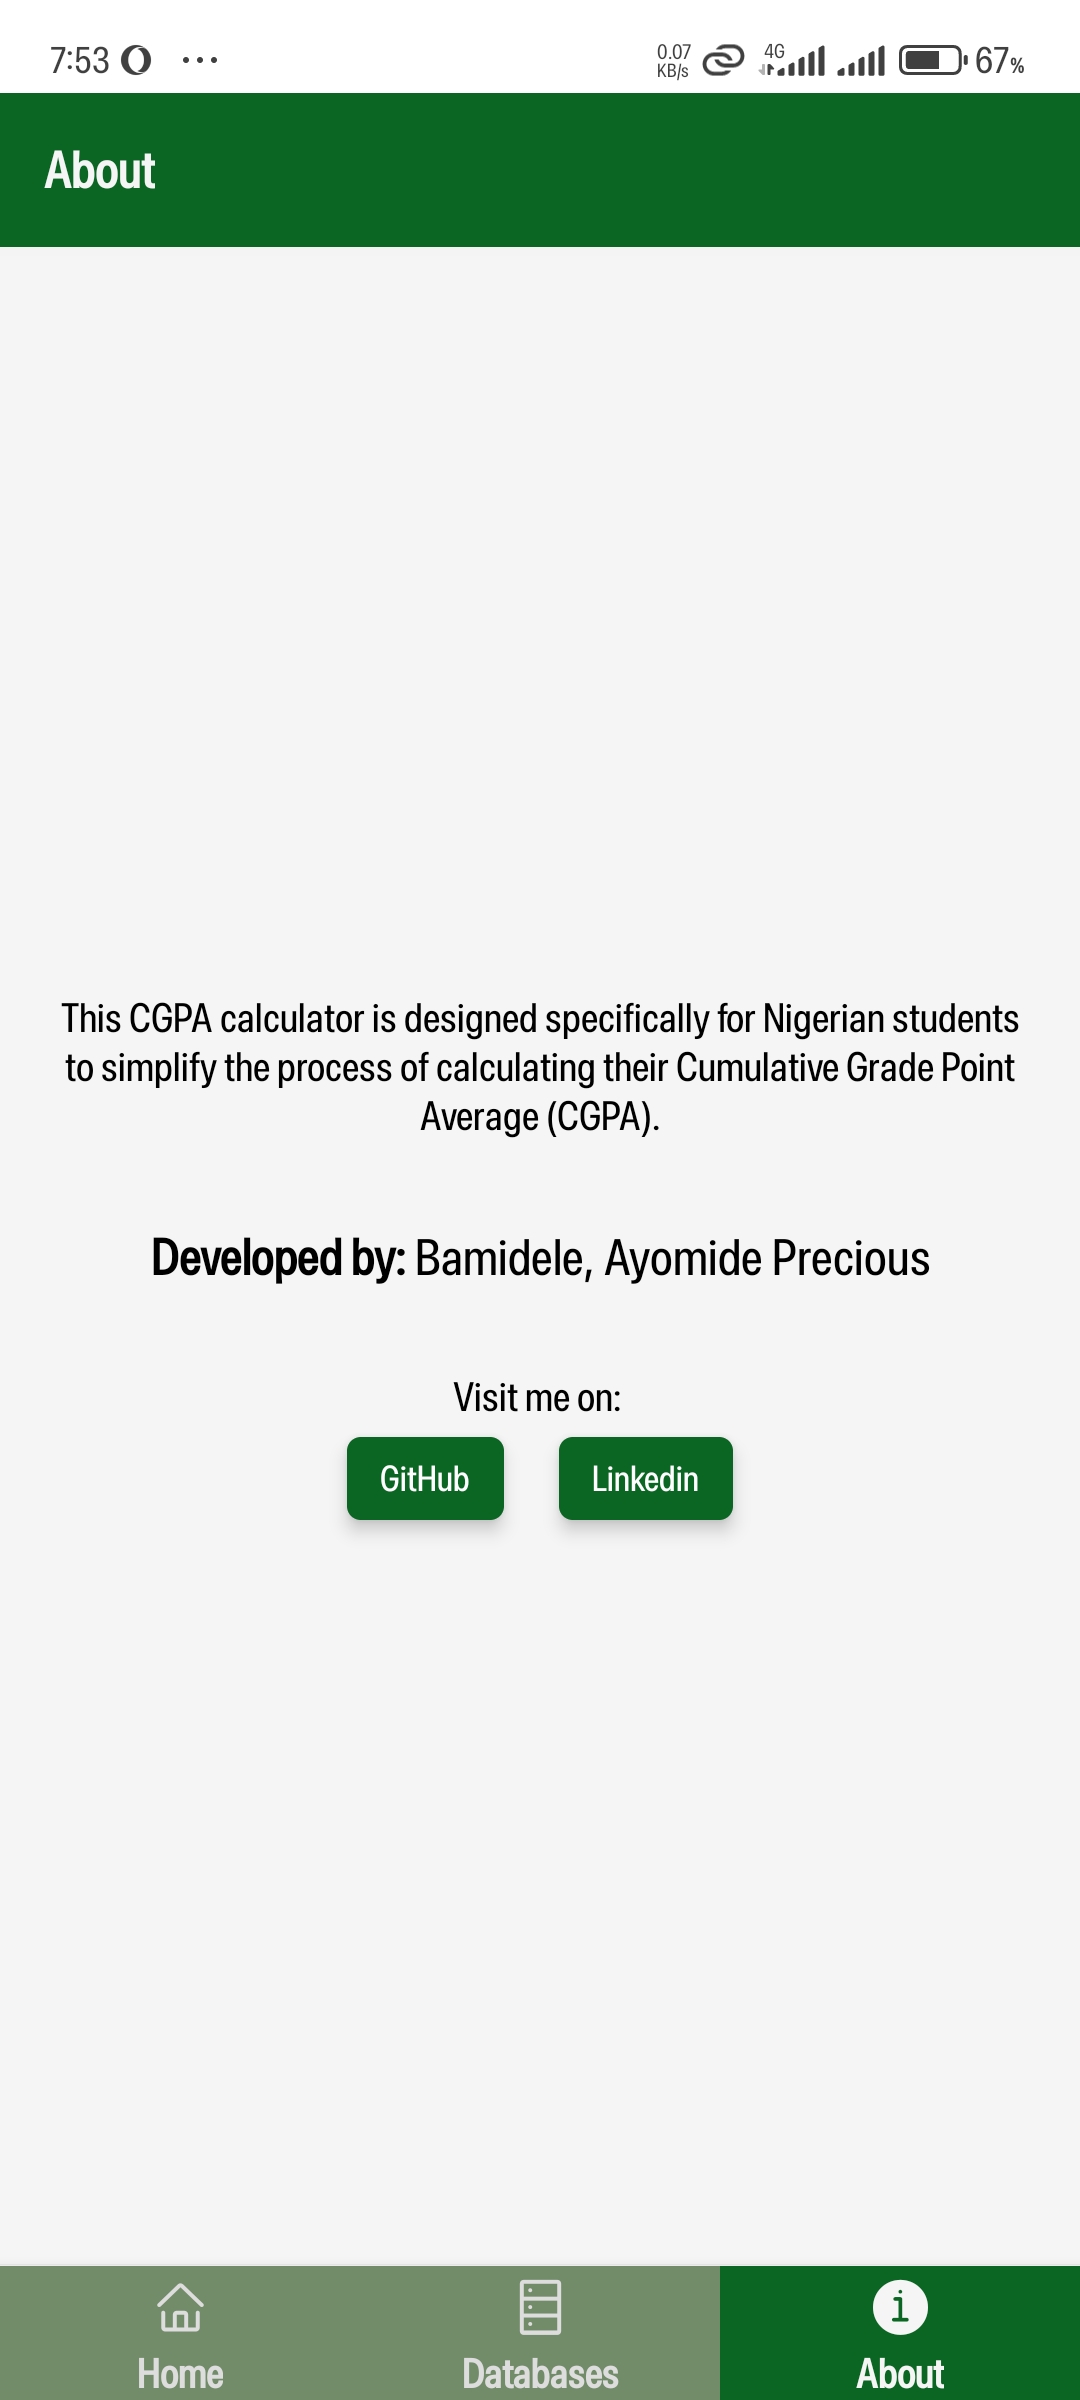 7:53
0.07
KB/s
4G
67%
About
This CGPA calculator is designed specifically for Nigerian students
to simplify the process of calculating their Cumulative Grade Point
Average (CGPA).
Developed by: Bamidele, Ayomide Precious
Visit me on:
GitHub Linkedin
Home Databases About